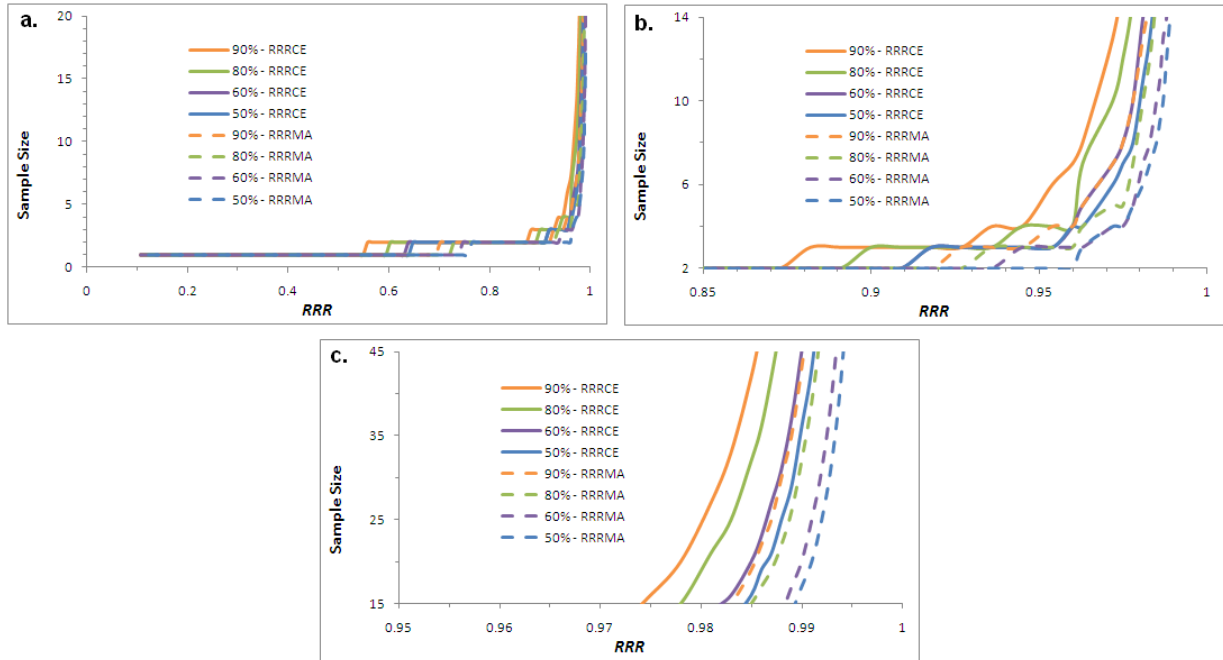 a.
20
15
10
5
0
Sample Size
90% - RRRCE
80% - RRRCE
60% - RRRCE
50% - RRRCE
90% - RRRMA
80% - RRRMA
60% - RRRMA
50% - RRRMA
0 0.2 0.4 0.6 0.8 1
RRR
b.
14
10
6
2
Sample Size
90% - RRRCE
80% - RRRCE
60% - RRRCE
50% - RRRCE
90% - RRRMA
80% - RRRMA
60% - RRRMA
50% - RRRMA
0.85 0.9 0.95 1
RRR
c.
45
35
25
15
Sample Size
90% - RRRCE
80% - RRRCE
60% - RRRCE
50% - RRRCE
90% - RRRMA
80% - RRRMA
60% - RRRMA
50% - RRRMA
0.95 0.96 0.97 0.98 0.99 1
RRR